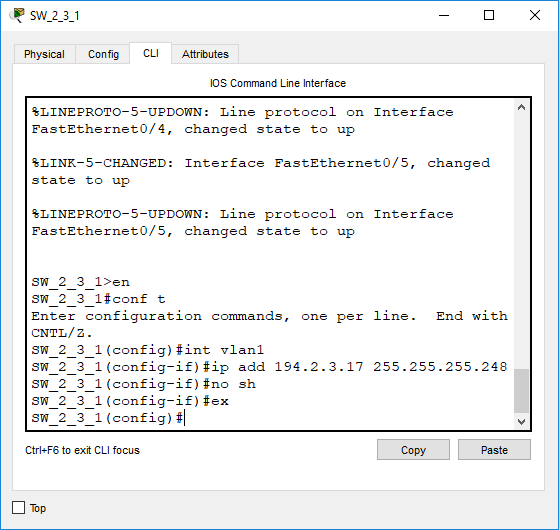 SW_2_3_1
Physical Config CLI Attributes
IOS Command Line Interface
%LINEPROTO-5-UPDOWN: Line protocol on Interface
FastEthernet0/4, changed state to up
%LINK-5-CHANGED: Interface FastEthernet0/5, changed
state to up
%LINEPROTO-5-UPDOWN: Line protocol on Interface
FastEthernet0/5, changed state to up
SW_2_3_1>en
SW_2_3_1#conf t
Enter configuration commands, one per line.  End with
CNTL/Z.
SW_2_3_1(config)#int vlan1
SW_2_3_1(config-if)#ip add 194.2.3.17 255.255.255.248
SW_2_3_1(config-if)#no sh
SW_2_3_1(config-if)#ex
SW_2_3_1(config)#
Ctrl+F6 to exit CLI focus
Copy Paste
Top